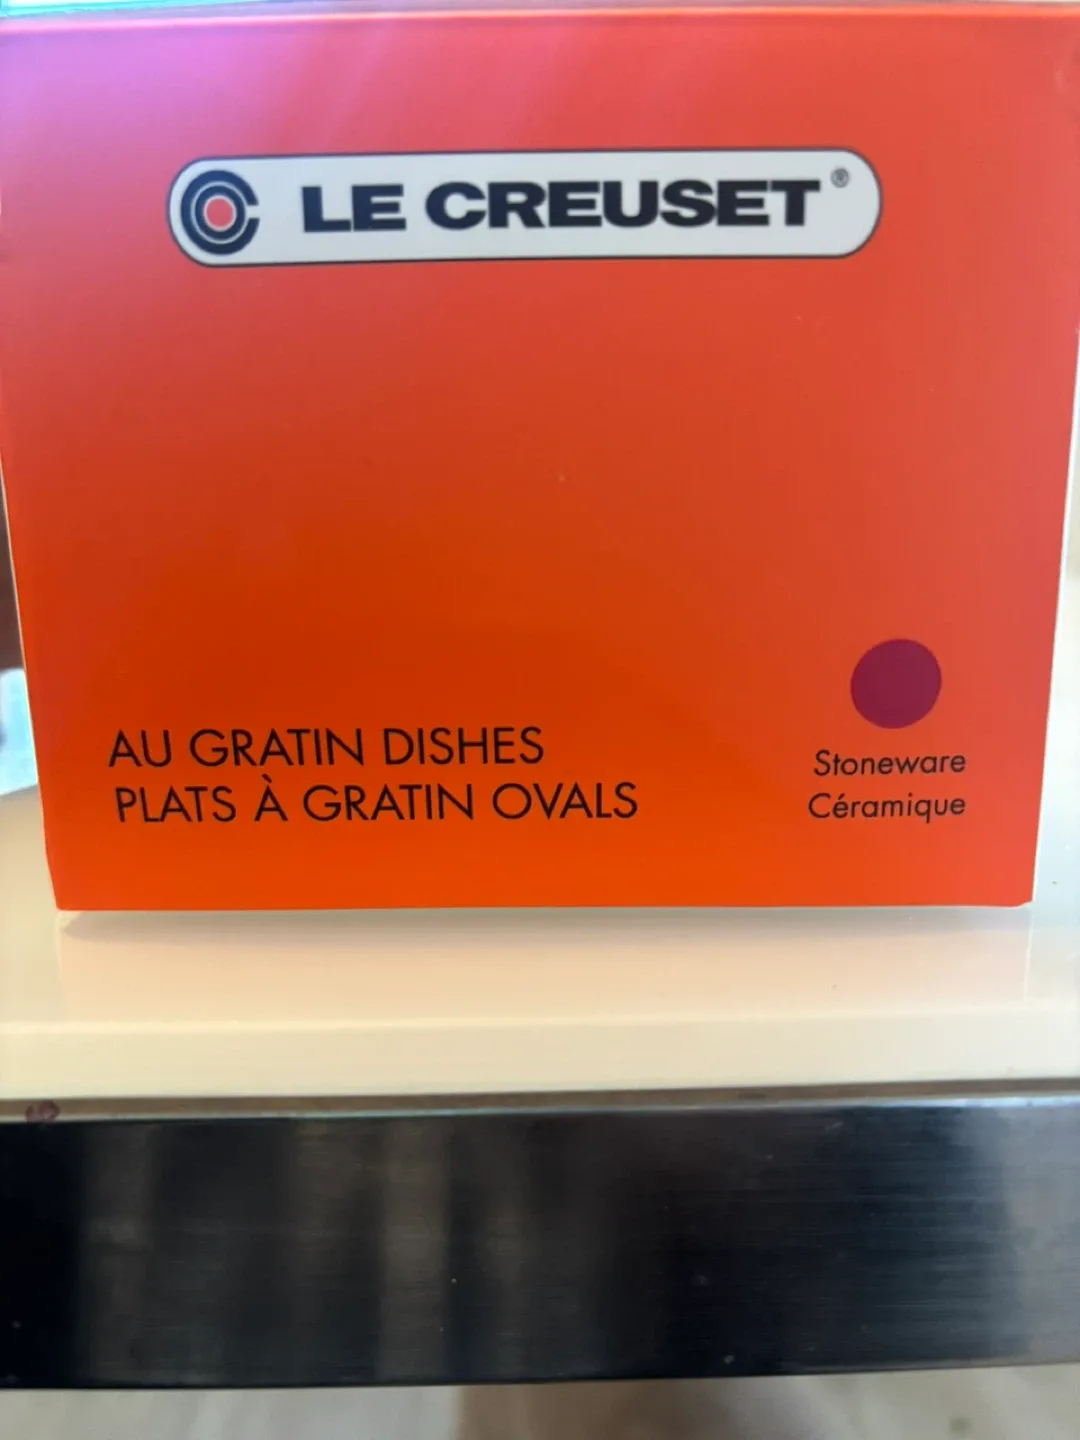 LE CREUSET®
AU GRATIN DISHES
PLATS À GRATIN OVALS
Stoneware
Céramique